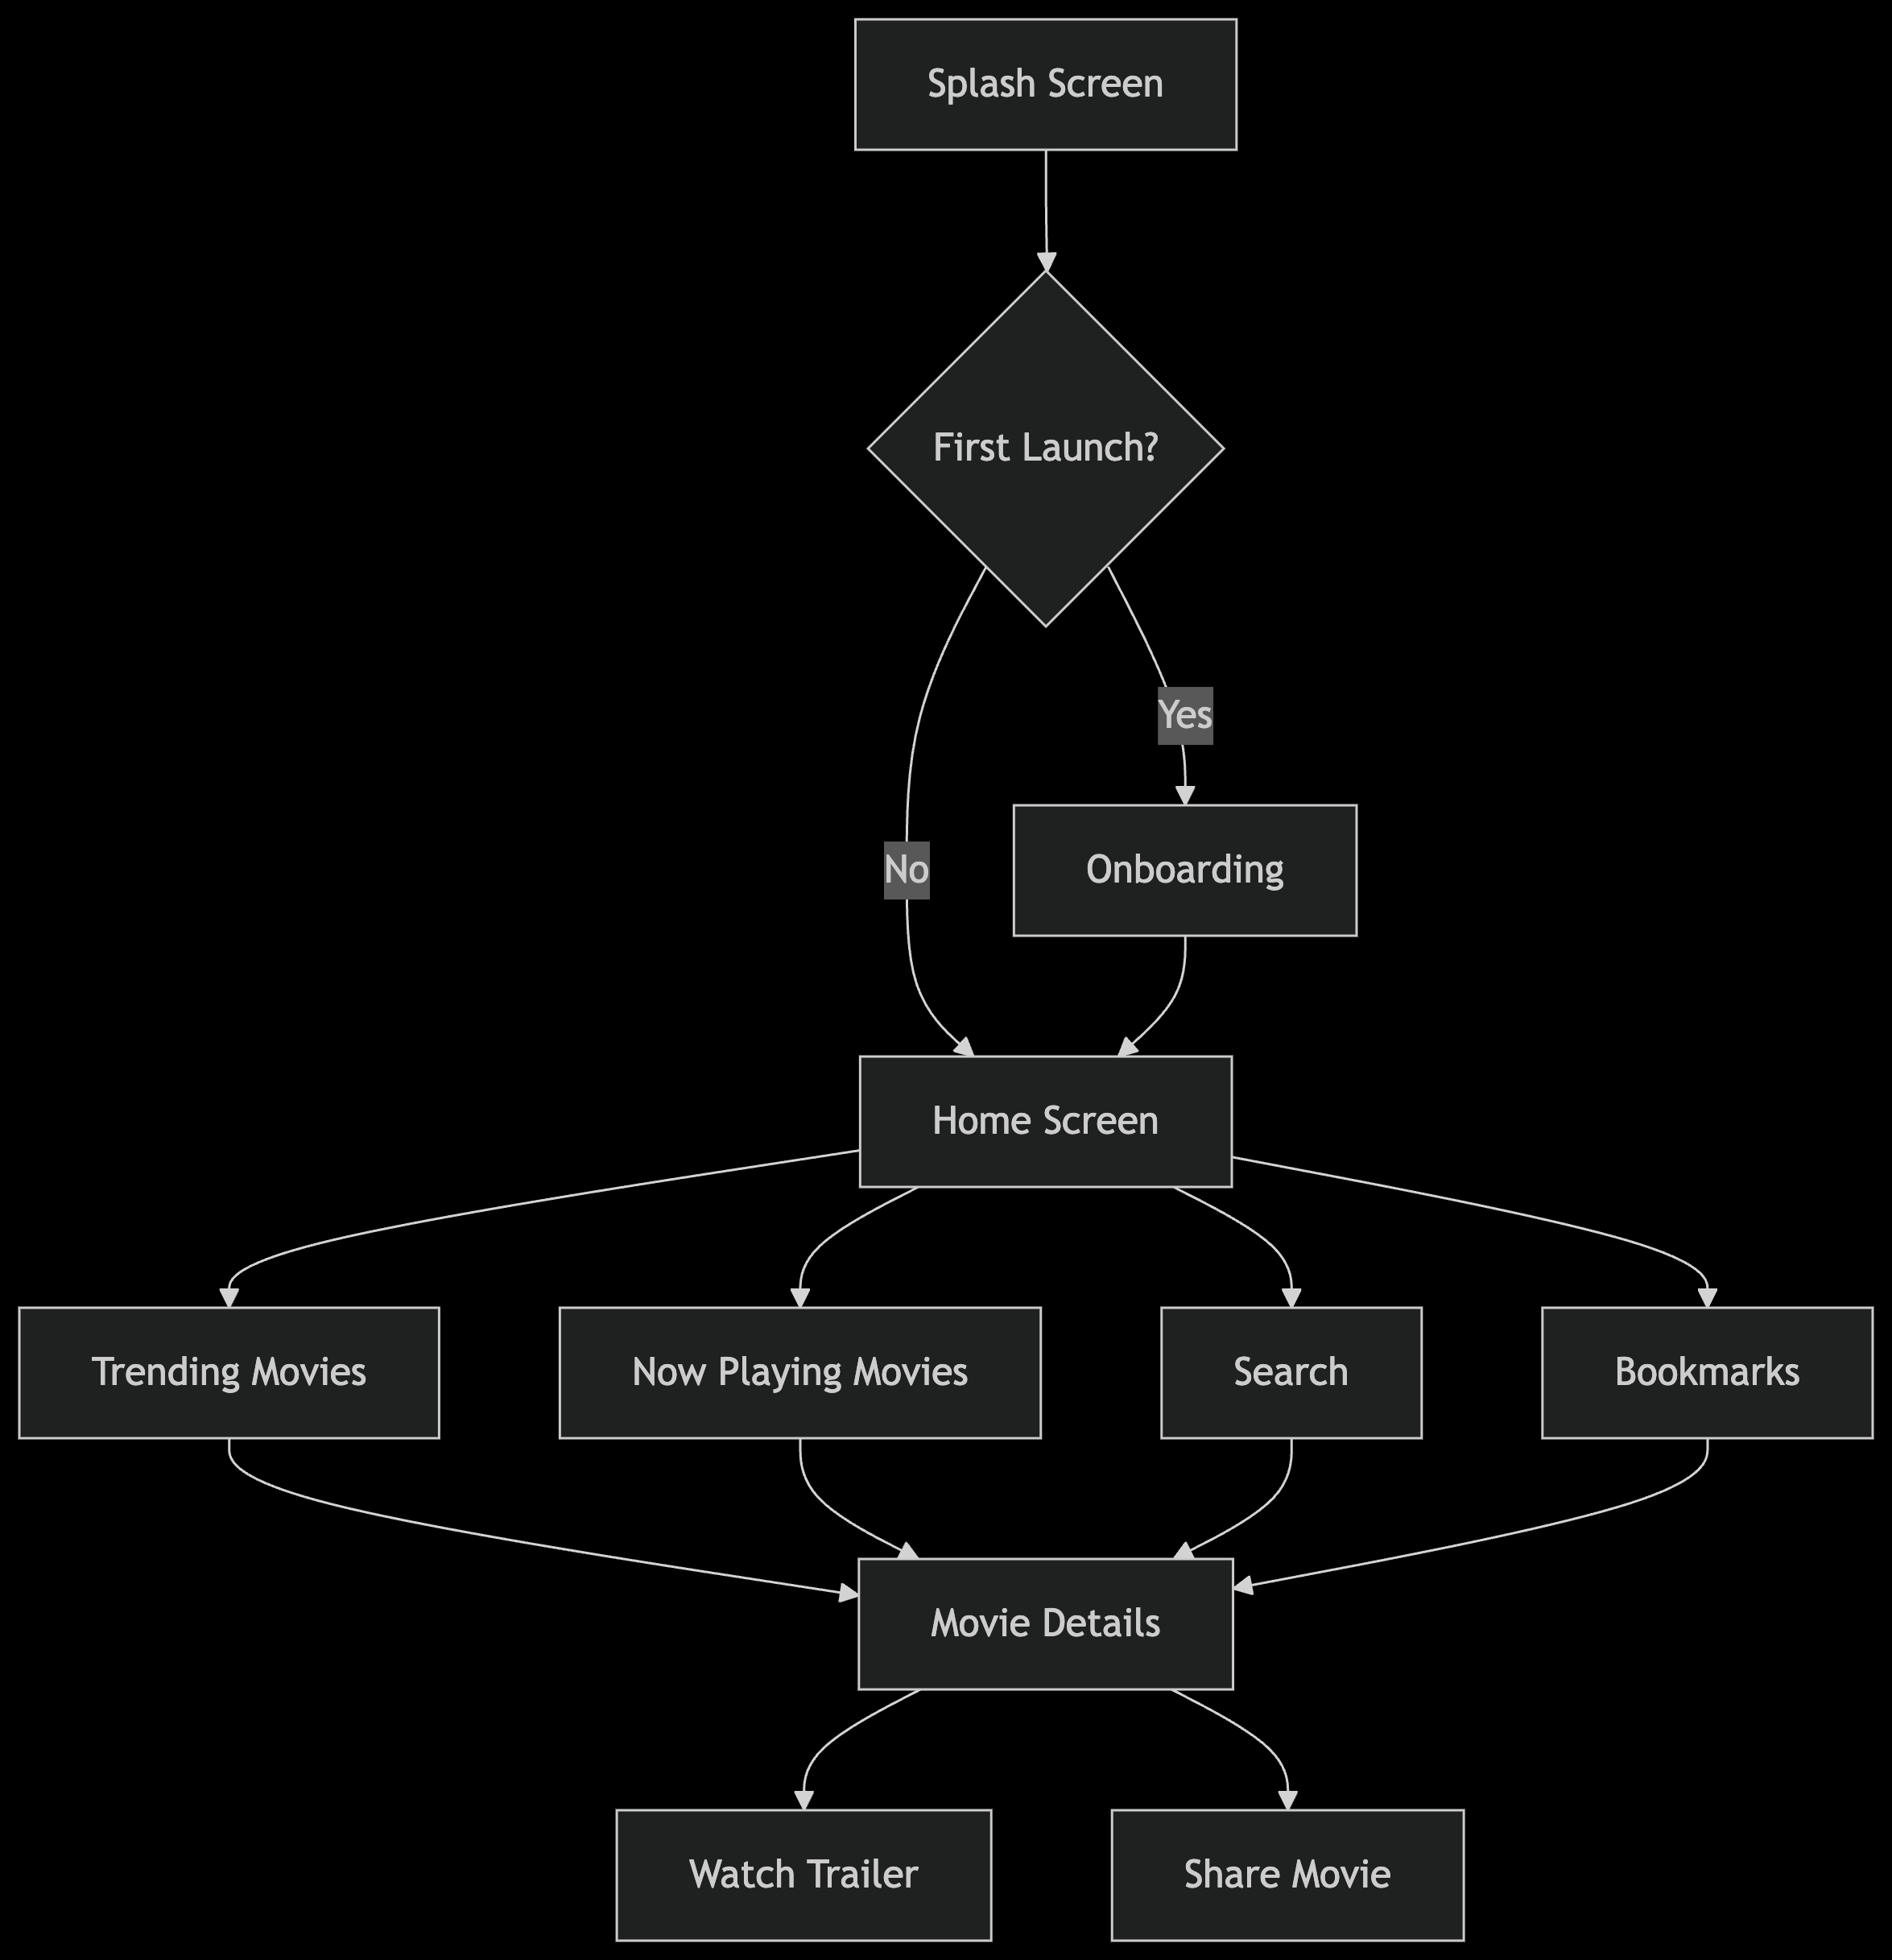 Splash Screen
First Launch?
Yes
No
Onboarding
Home Screen
Trending Movies
Now Playing Movies
Search
Bookmarks
Movie Details
Watch Trailer
Share Movie